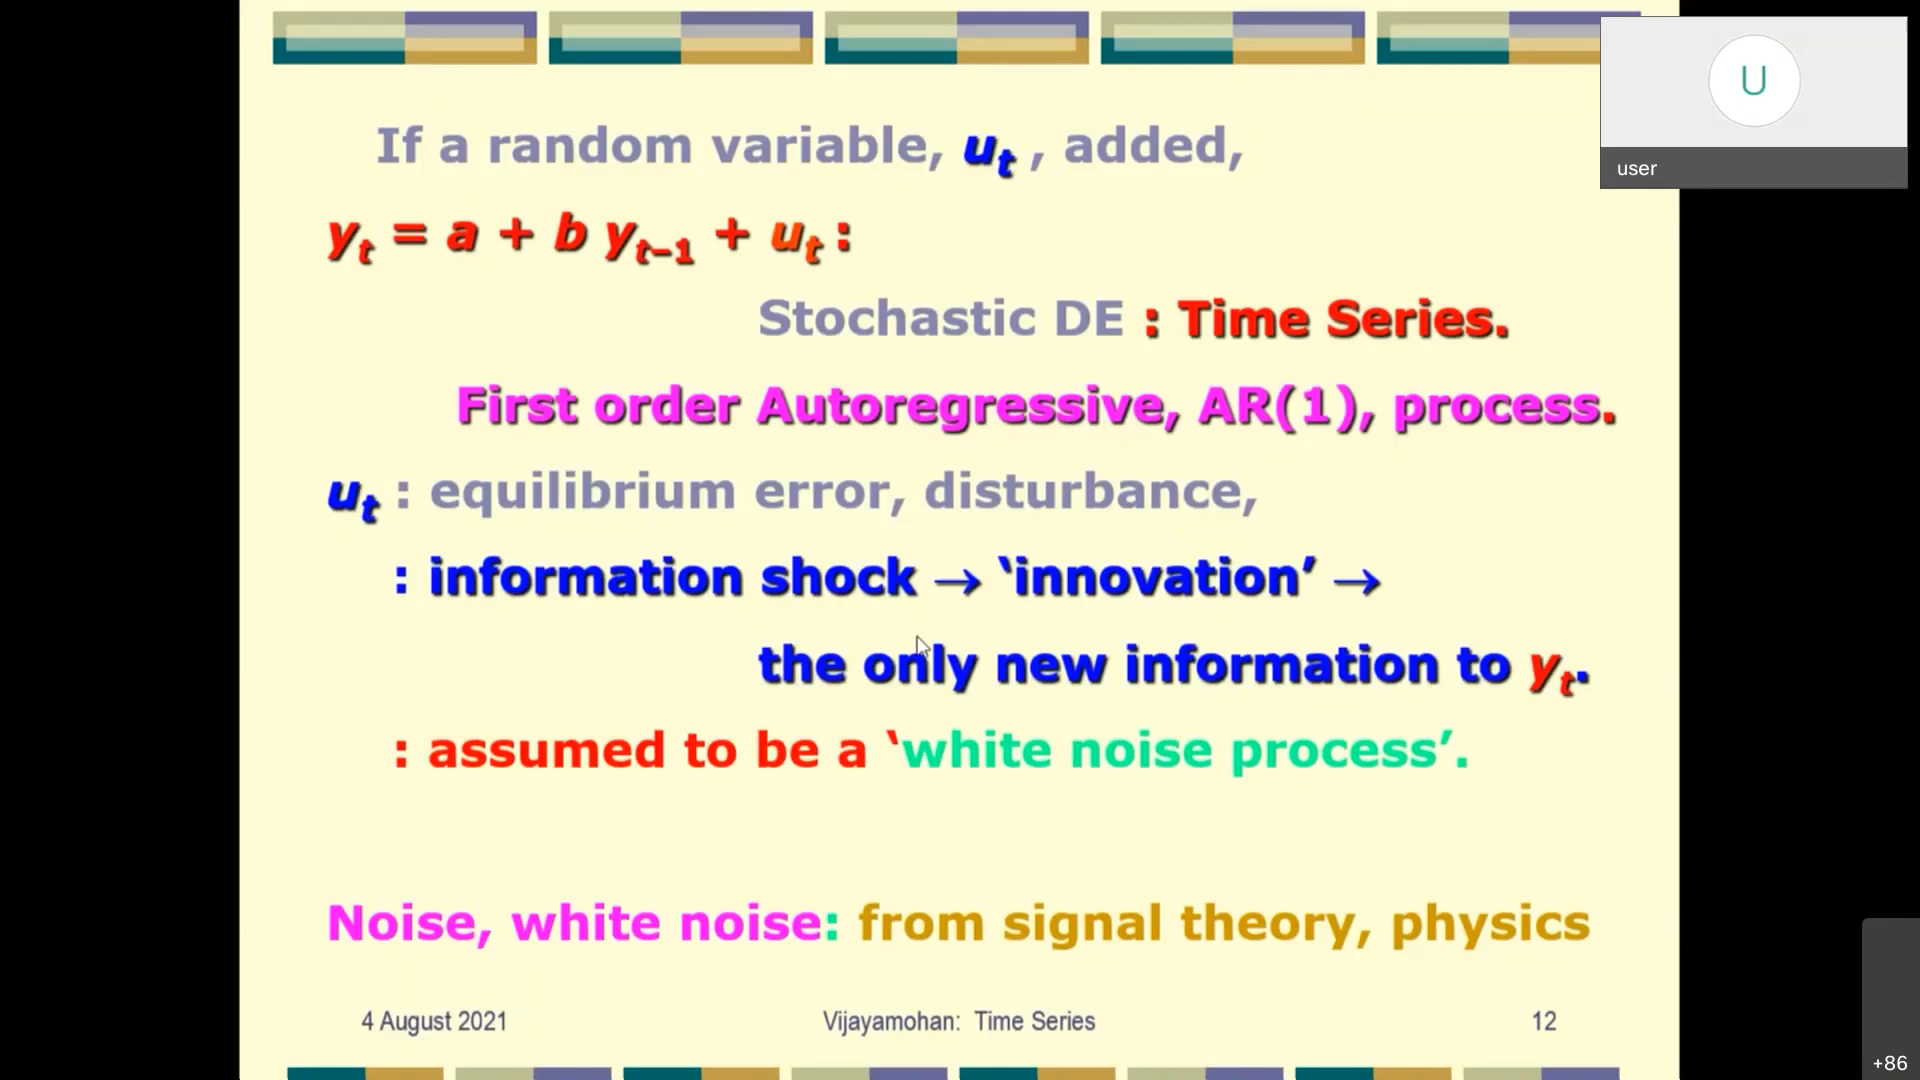 If a random variable, uₜ , added,
yₜ = a + b yₜ₋₁ + uₜ :
Stochastic DE : Time Series.
First order Autoregressive, AR(1), process.
uₜ : equilibrium error, disturbance,
: information shock → ‘innovation’ →
the only new information to yₜ.
: assumed to be a ‘white noise process’.
Noise, white noise: from signal theory, physics
4 August 2021
Vijayamohan: Time Series
12
U
user
+86